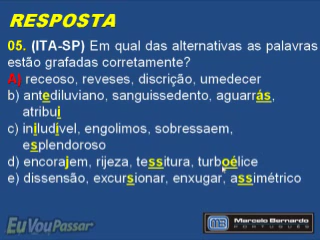 RESPOSTA
05. (ITA-SP) Em qual das alternativas as palavras
estão grafadas corretamente?
A) receoso, reveses, discrição, umedecer
b) antediluviano, sanguissedento, aguarrás,
atribui
c) iniludível, engolimos, sobressaem,
esplendoroso
d) encorajem, rijeza, tessitura, turboélice
e) dissensão, excursionar, enxugar, assimétrico
EuVouPassar
MB
Marcelo Bernardo
PORTUGUÊS